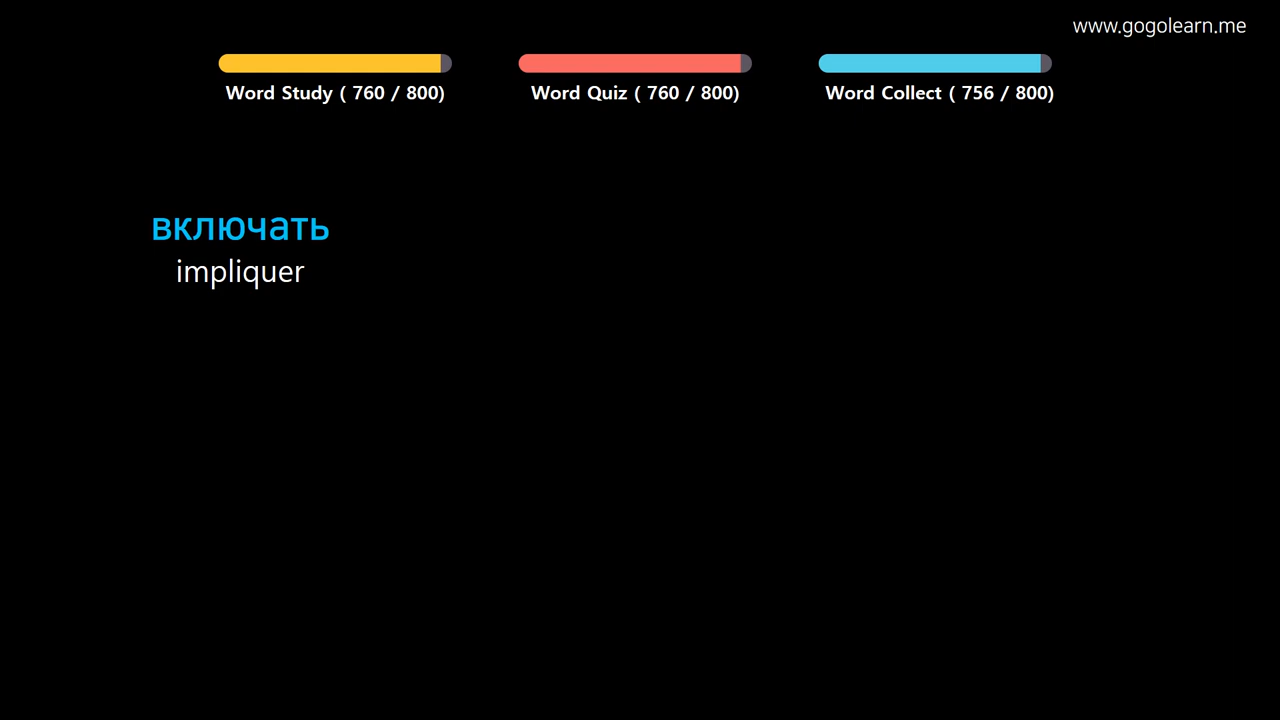 www.gogolearn.me
Word Study ( 760 / 800)
Word Quiz ( 760 / 800)
Word Collect ( 756 / 800)
включать
impliquer